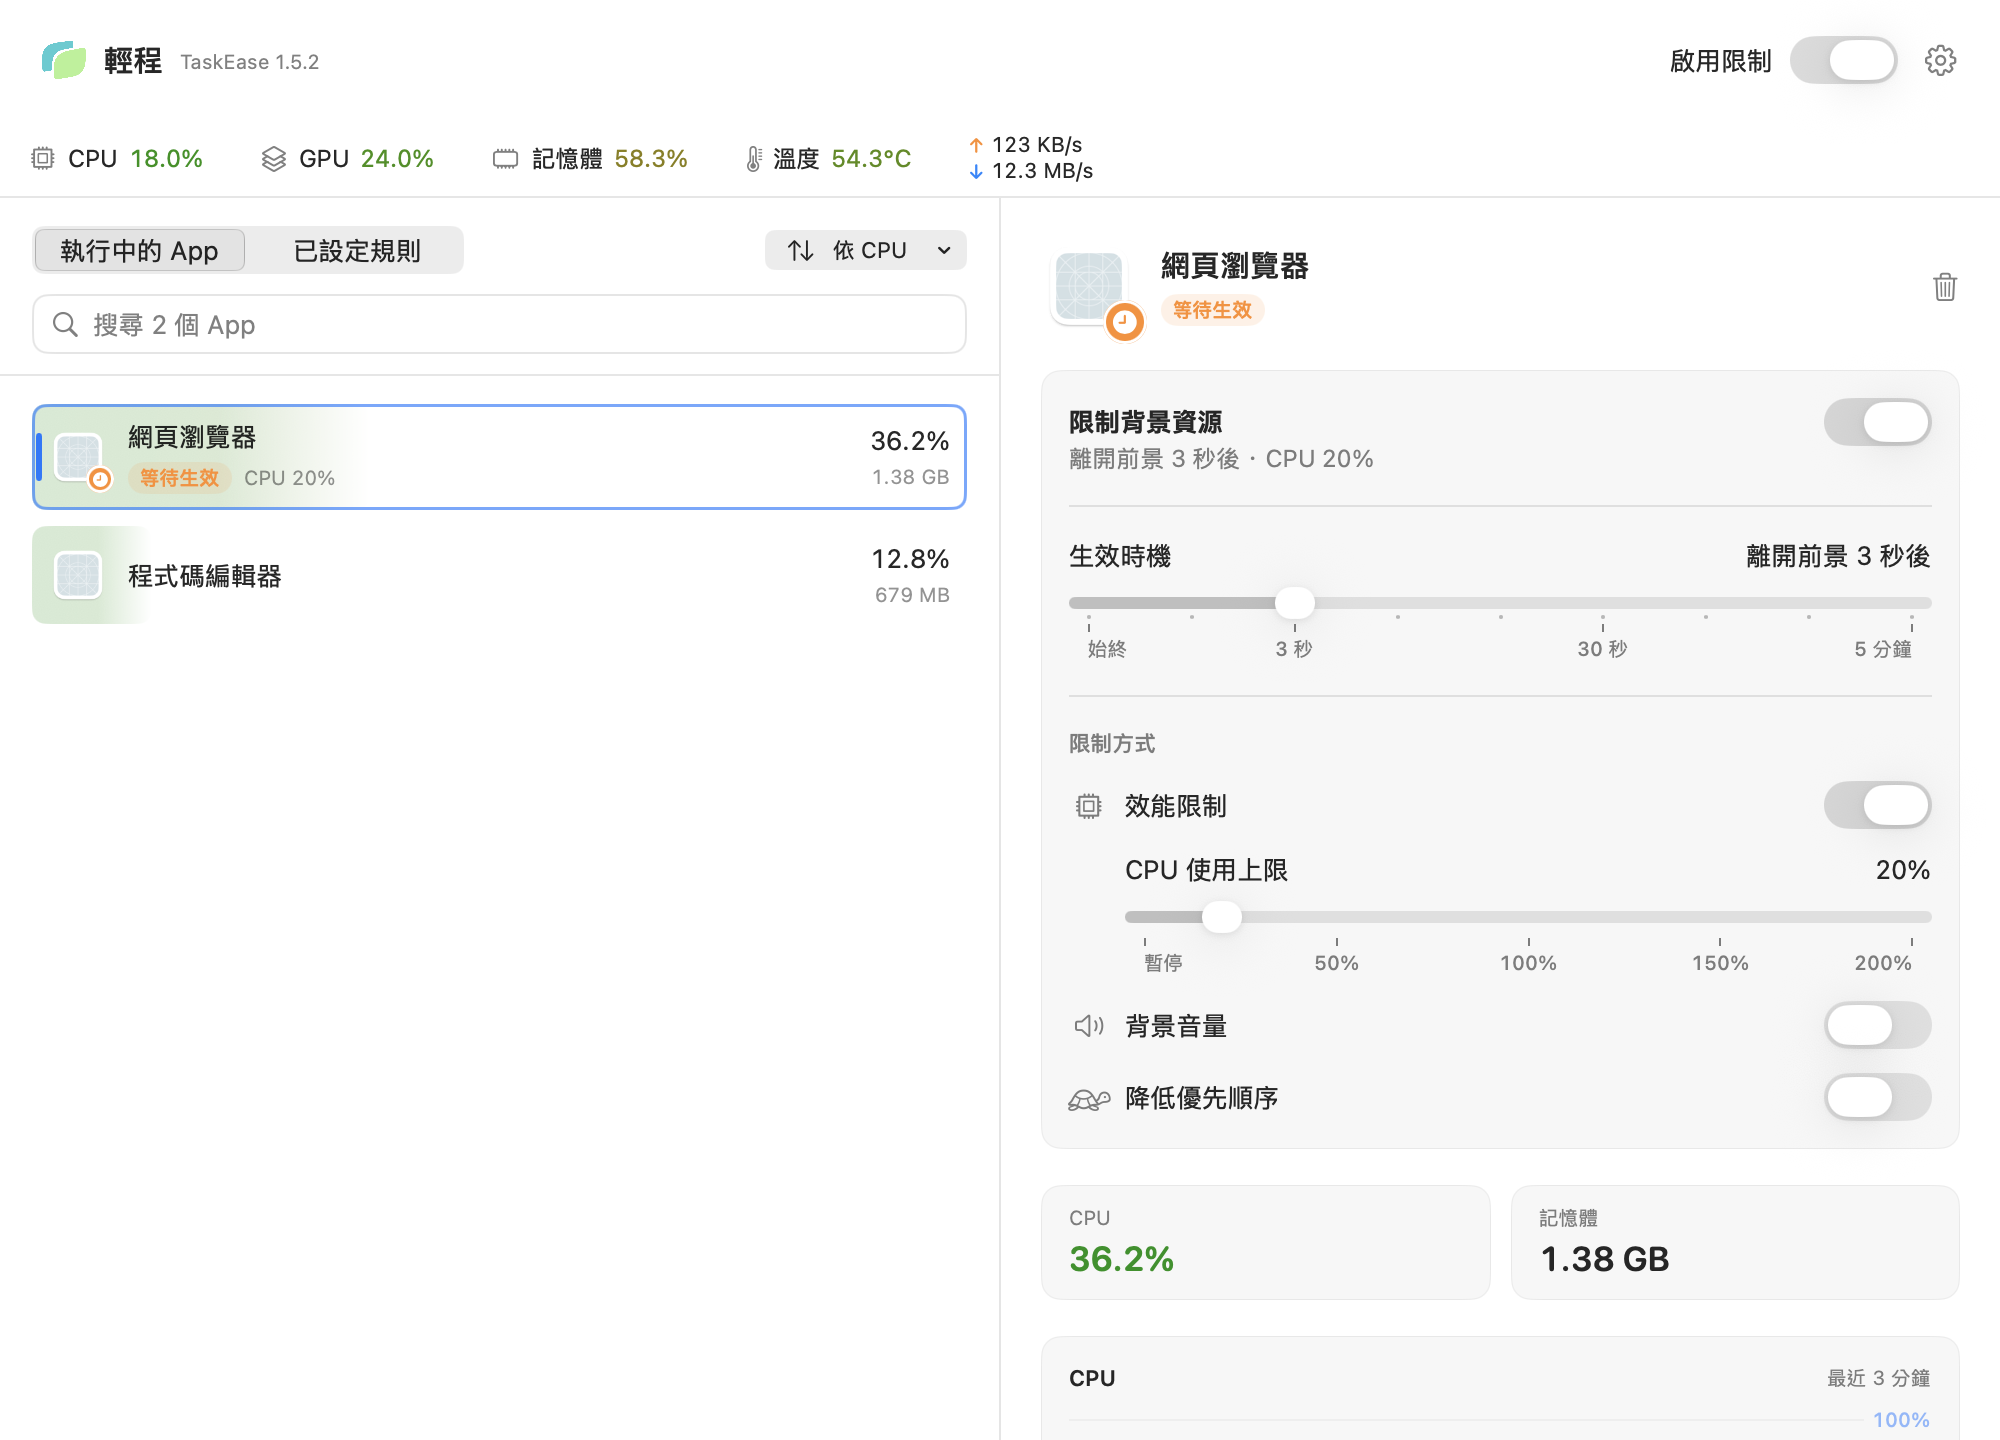 輕程 TaskEase 1.5.2
啟用限制
CPU 18.0%
GPU 24.0%
記憶體 58.3%
溫度 54.3°C
↑ 123 KB/s
↓ 12.3 MB/s
執行中的 App
已設定規則
依 CPU
搜尋 2 個 App
網頁瀏覽器
等待生效 CPU 20%
36.2%
1.38 GB
程式碼編輯器
12.8%
679 MB
網頁瀏覽器
等待生效
限制背景資源
離開前景 3 秒後 · CPU 20%
生效時機
離開前景 3 秒後
始終 3 秒 30 秒 5 分鐘
限制方式
效能限制
CPU 使用上限
20%
暫停 50% 100% 150% 200%
背景音量
降低優先順序
CPU
36.2%
記憶體
1.38 GB
CPU
最近 3 分鐘
100%